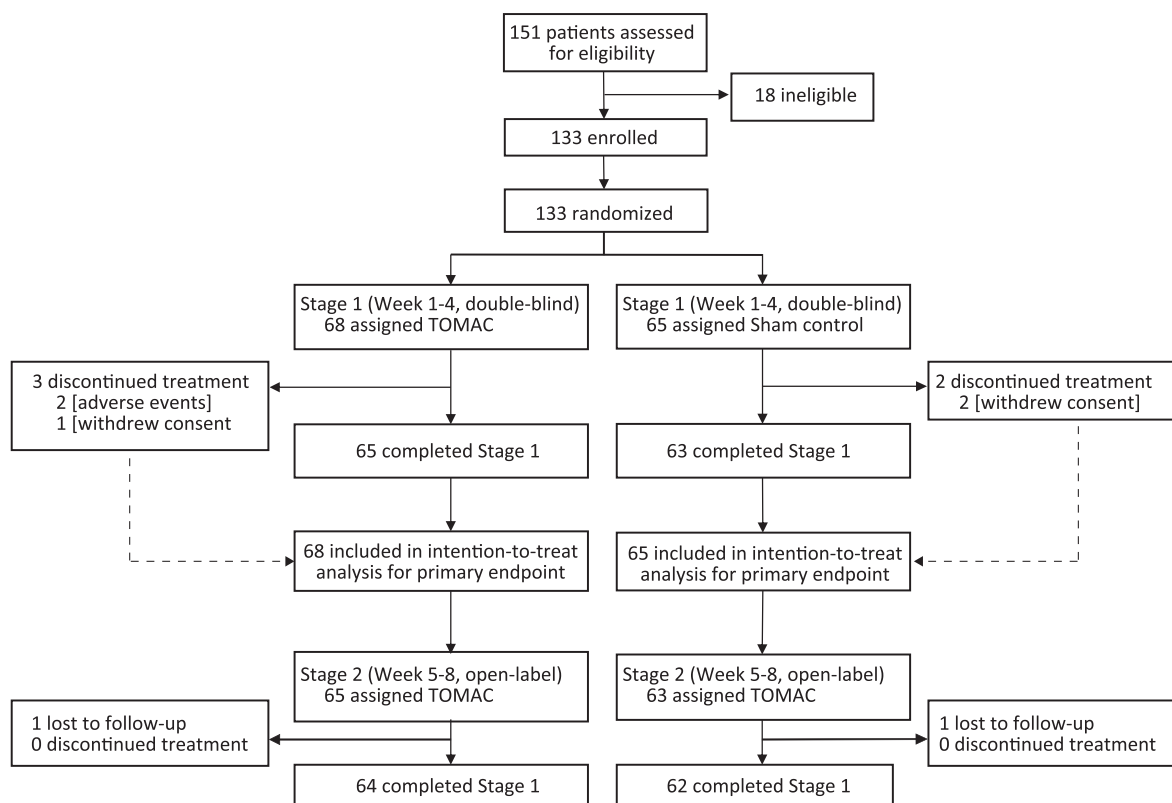 151 patients assessed
for eligibility
18 ineligible
133 enrolled
133 randomized
Stage 1 (Week 1-4, double-blind)
68 assigned TOMAC
Stage 1 (Week 1-4, double-blind)
65 assigned Sham control
3 discontinued treatment
2 [adverse events]
1 [withdrew consent
2 discontinued treatment
2 [withdrew consent]
65 completed Stage 1
63 completed Stage 1
68 included in intention-to-treat
analysis for primary endpoint
65 included in intention-to-treat
analysis for primary endpoint
Stage 2 (Week 5-8, open-label)
65 assigned TOMAC
Stage 2 (Week 5-8, open-label)
63 assigned TOMAC
1 lost to follow-up
0 discontinued treatment
1 lost to follow-up
0 discontinued treatment
64 completed Stage 1
62 completed Stage 1